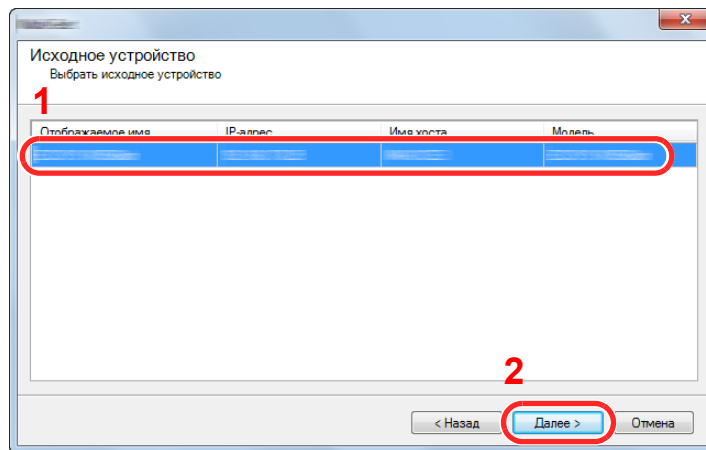 Исходное устройство
Выбрать исходное устройство
1
Отображаемое имя IP-адрес Имя хоста Модель
2
< Назад Далее > Отмена